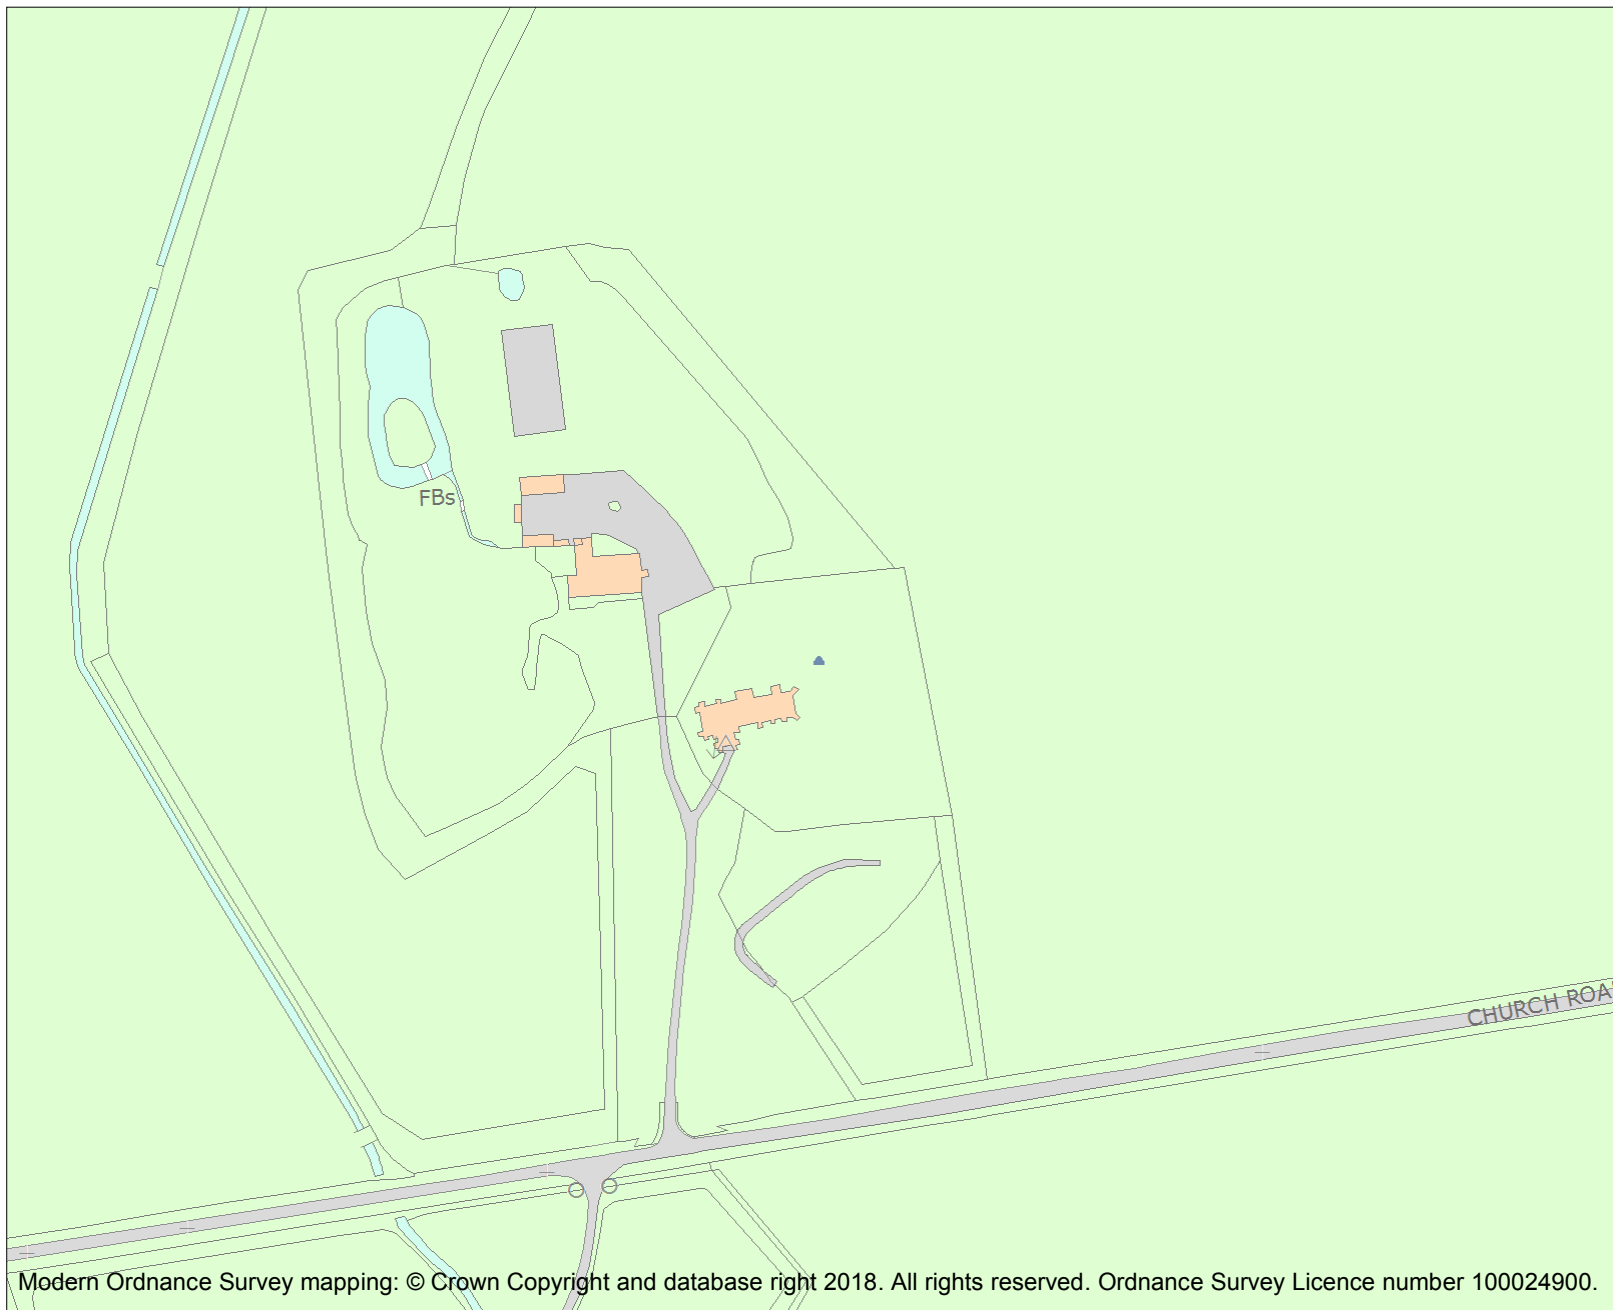 FBs
CHURCH ROA
Modern Ordnance Survey mapping: © Crown Copyright and database right 2018. All rights reserved. Ordnance Survey Licence number 100024900.